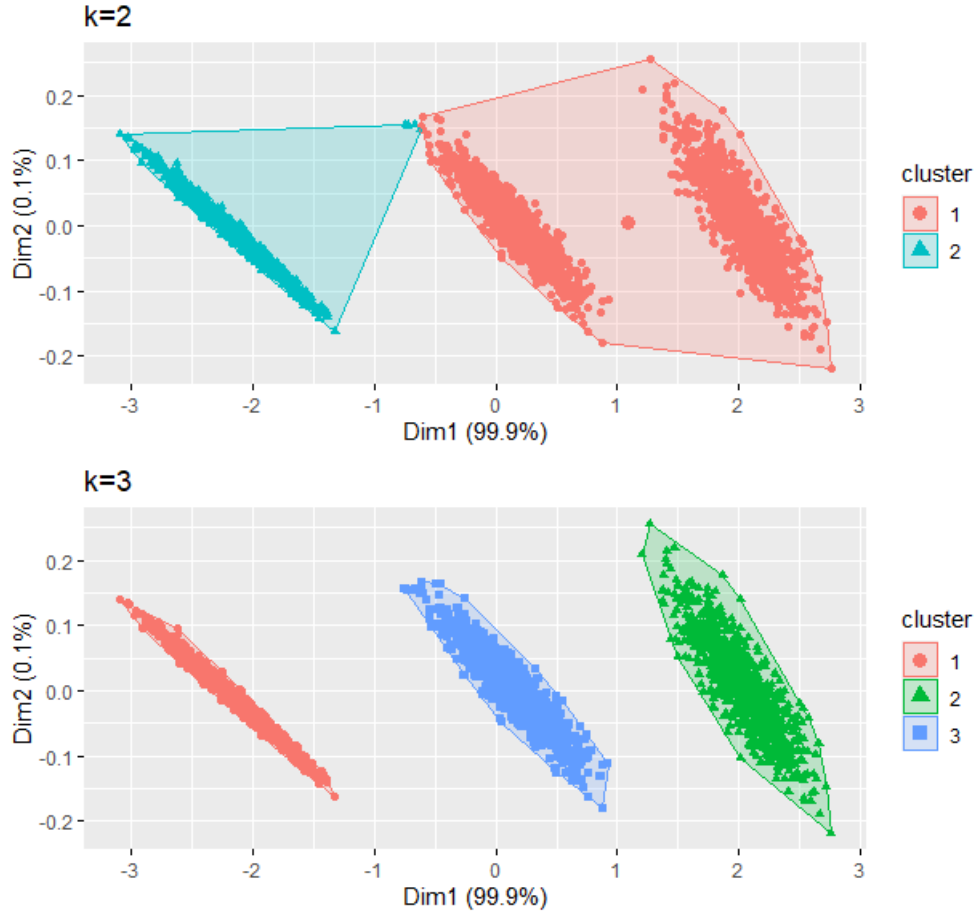 k=2
0.2
0.1
0.0
-0.1
-0.2
Dim2 (0.1%)
-3 -2 -1 0 1 2 3
Dim1 (99.9%)
cluster
1
2
k=3
0.2
0.1
0.0
-0.1
-0.2
Dim2 (0.1%)
-3 -2 -1 0 1 2 3
Dim1 (99.9%)
cluster
1
2
3